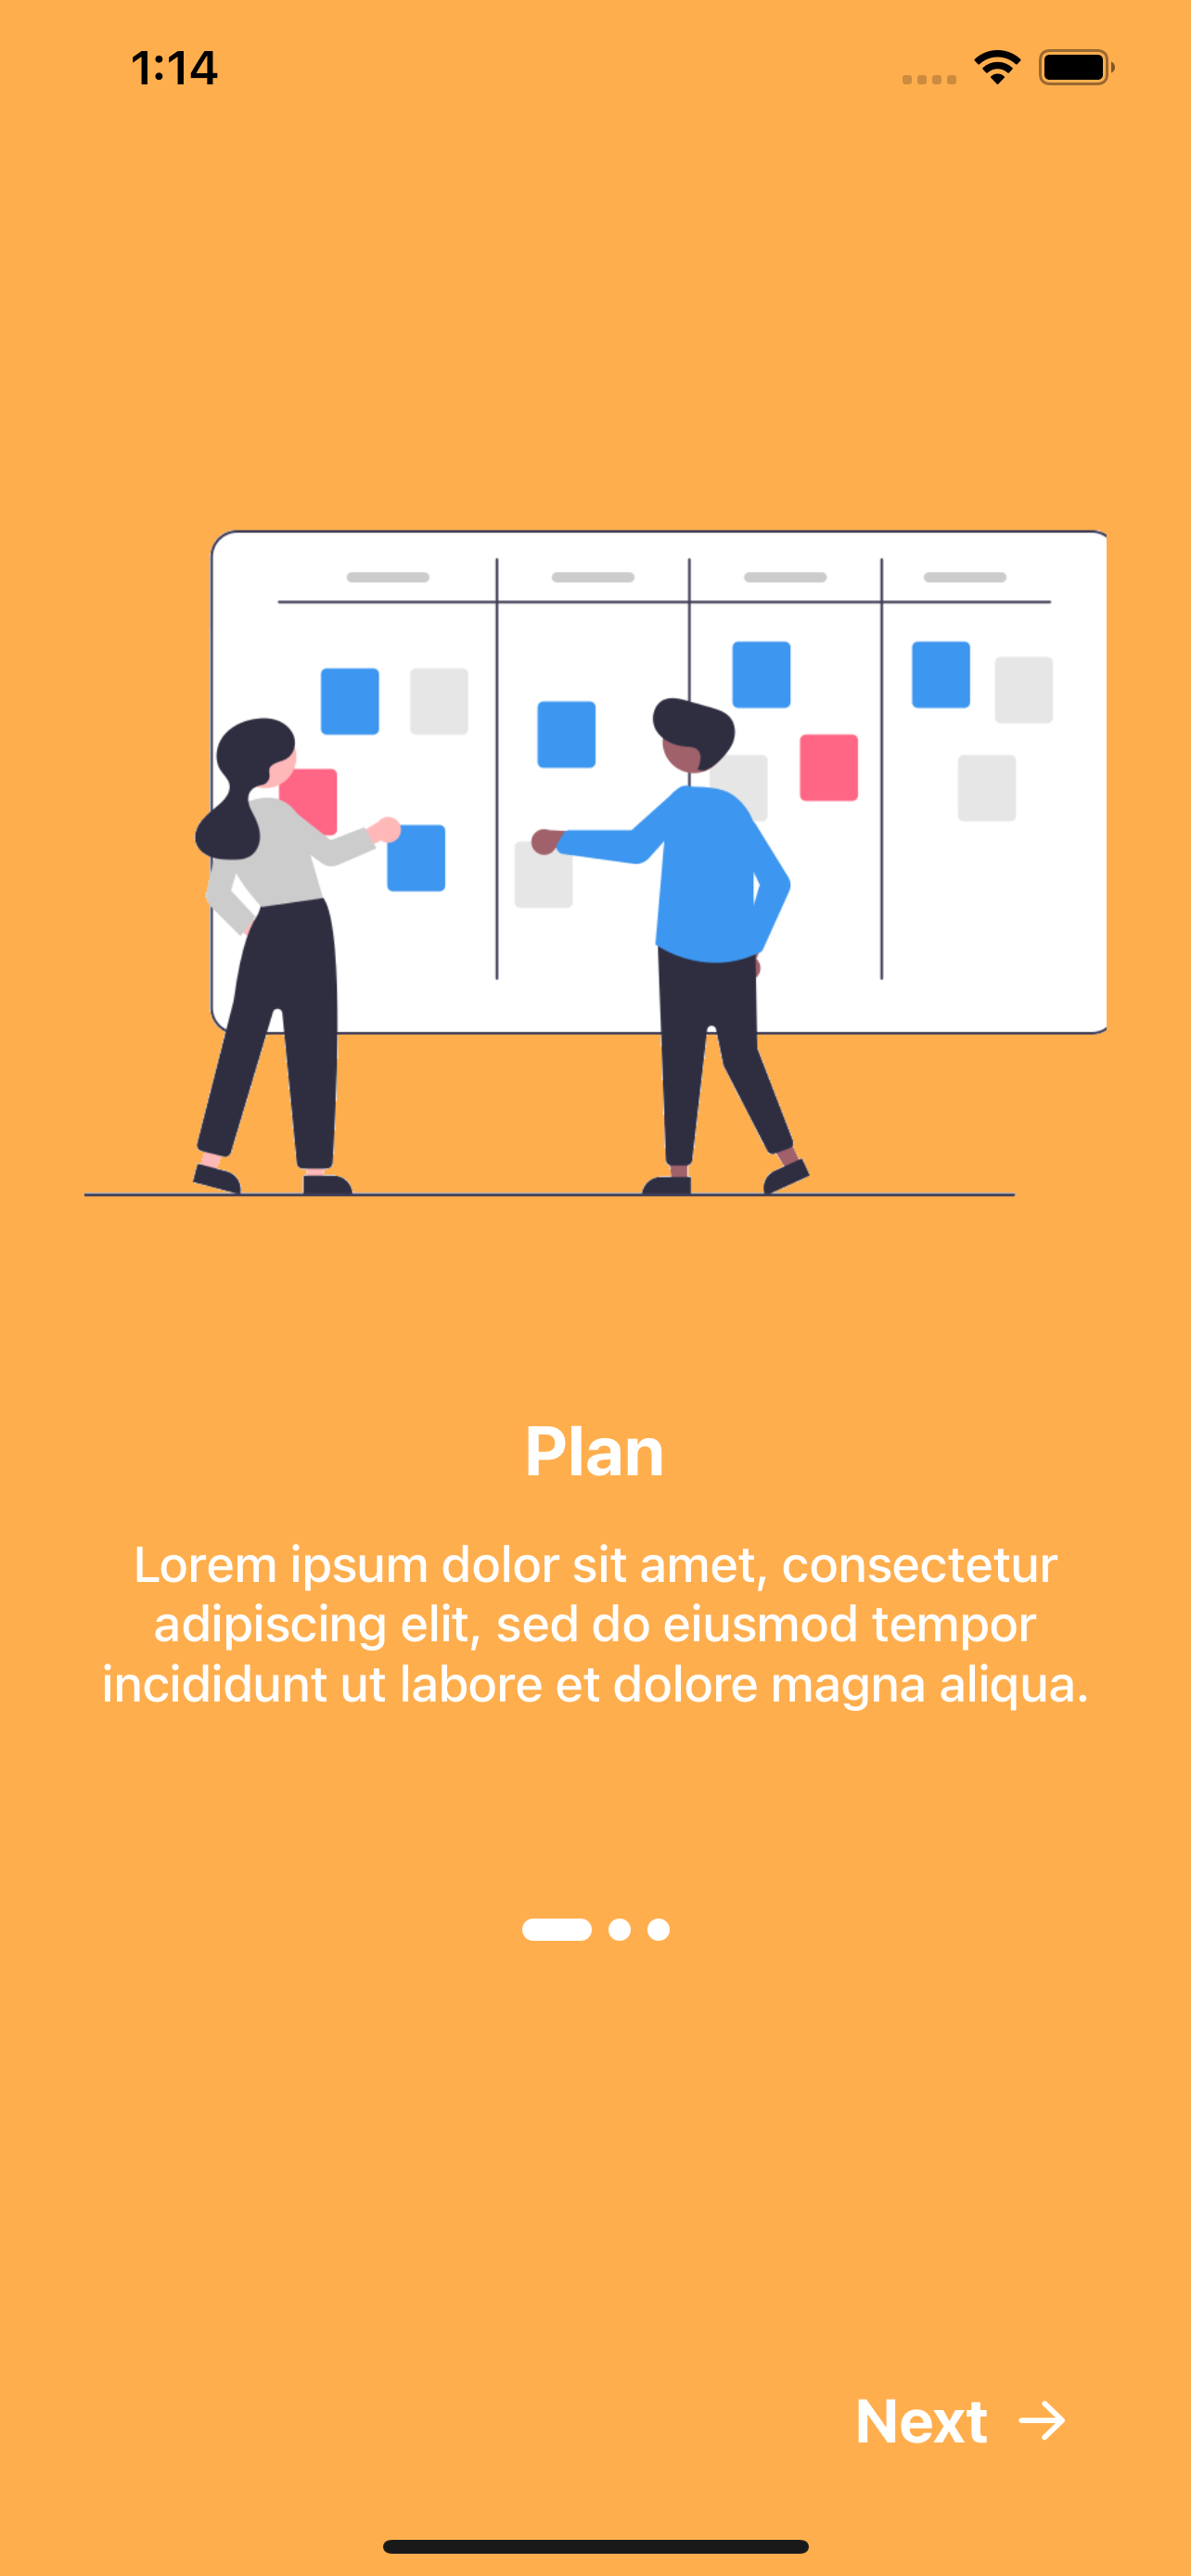 1:14
Plan
Lorem ipsum dolor sit amet, consectetur
adipiscing elit, sed do eiusmod tempor
incididunt ut labore et dolore magna aliqua.
Next